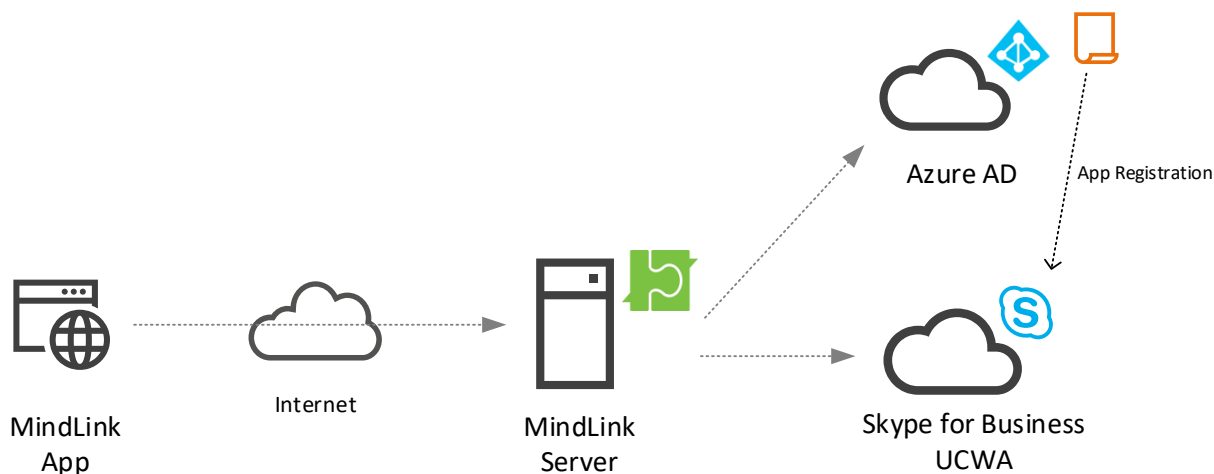 Azure AD
App Registration
Internet
MindLink
App
MindLink
Server
Skype for Business
UCWA
S